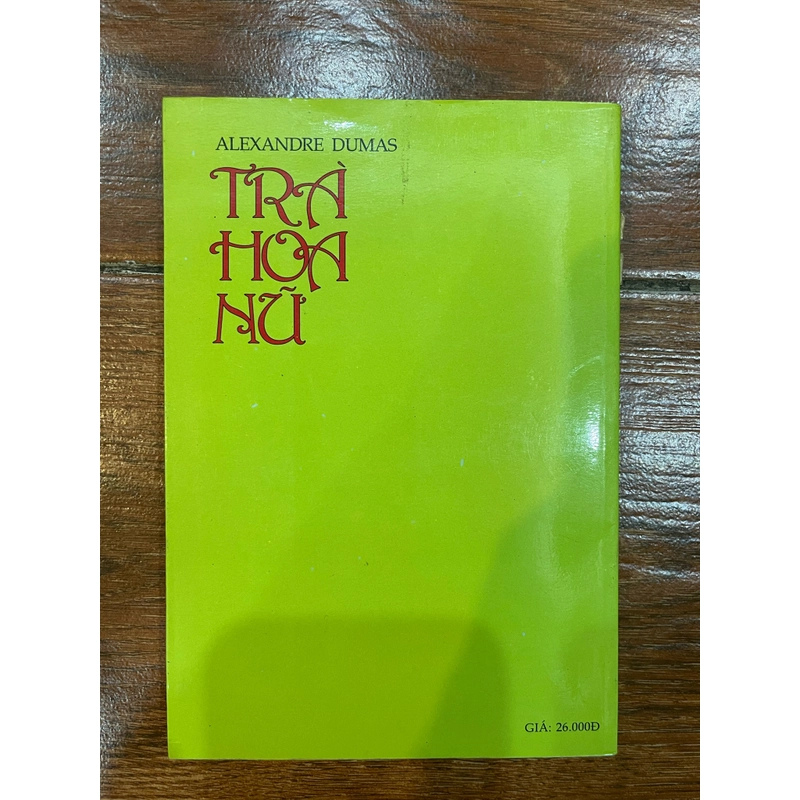 ALEXANDRE DUMAS
TRÀ
HOA
NỮ
GIÁ: 26.000Đ